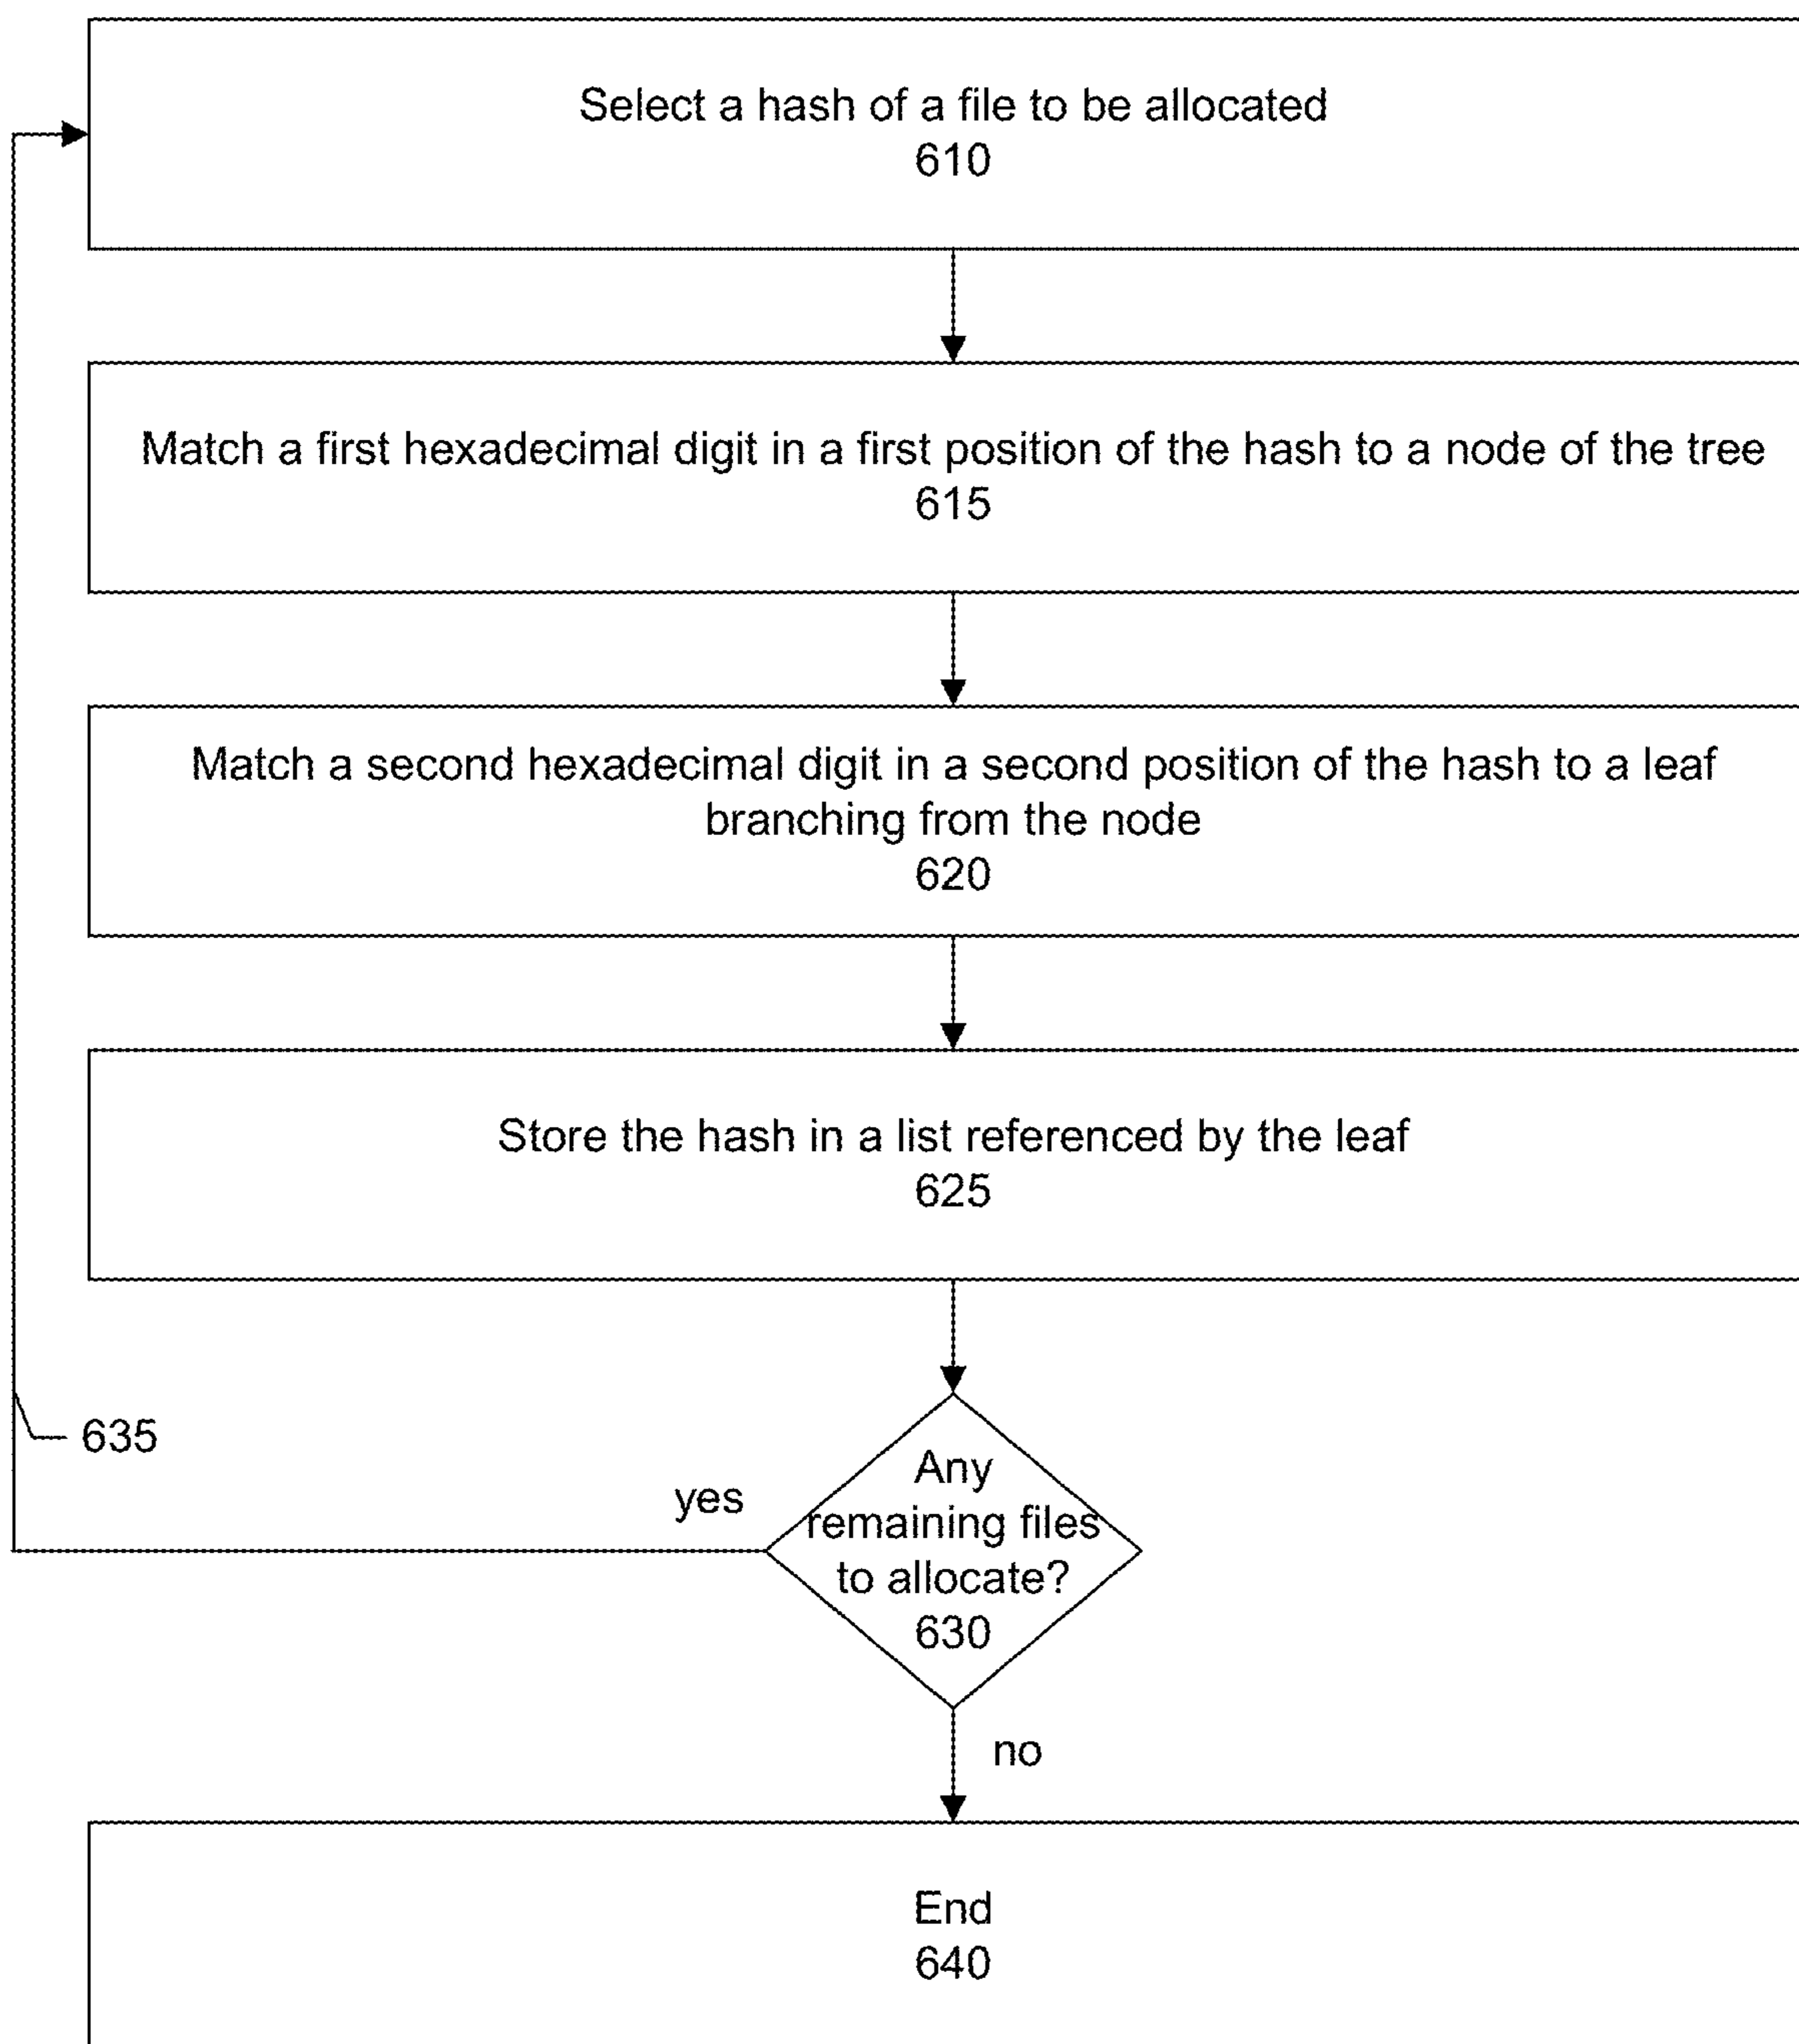 Select a hash of a file to be allocated
610
Match a first hexadecimal digit in a first position of the hash to a node of the tree
615
Match a second hexadecimal digit in a second position of the hash to a leaf
branching from the node
620
Store the hash in a list referenced by the leaf
625
635
yes
Any
remaining files
to allocate?
630
no
End
640